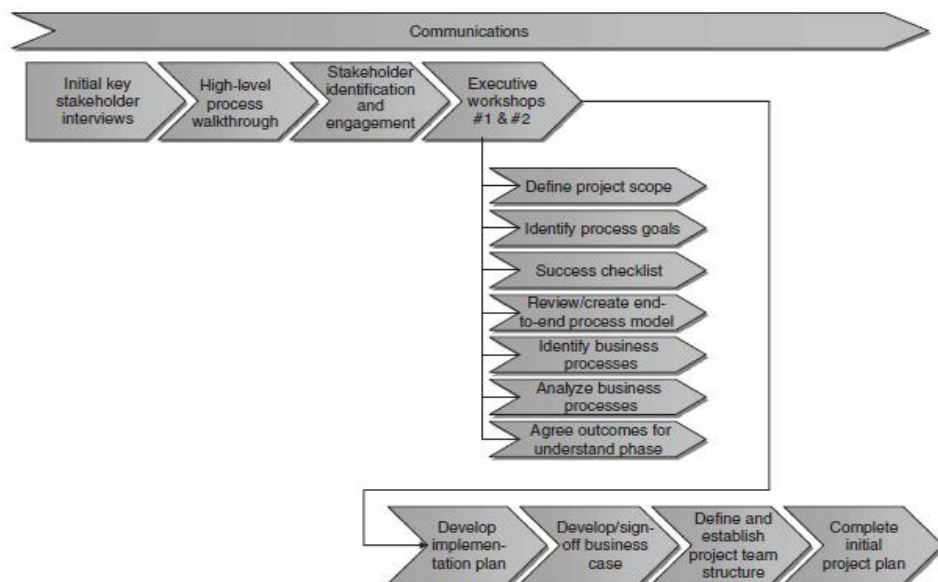 Communications
Initial key
stakeholder
interviews
High-level
process
walkthrough
Stakeholder
identification
and
engagement
Executive
workshops
#1 & #2
Define project scope
Identify process goals
Success checklist
Review/create end-
to-end process model
Identify business
processes
Analyze business
processes
Agree outcomes for
understand phase
Develop
implemen-
tation plan
Develop/sign-
off business
case
Define and
establish
project team
structure
Complete
initial
project plan